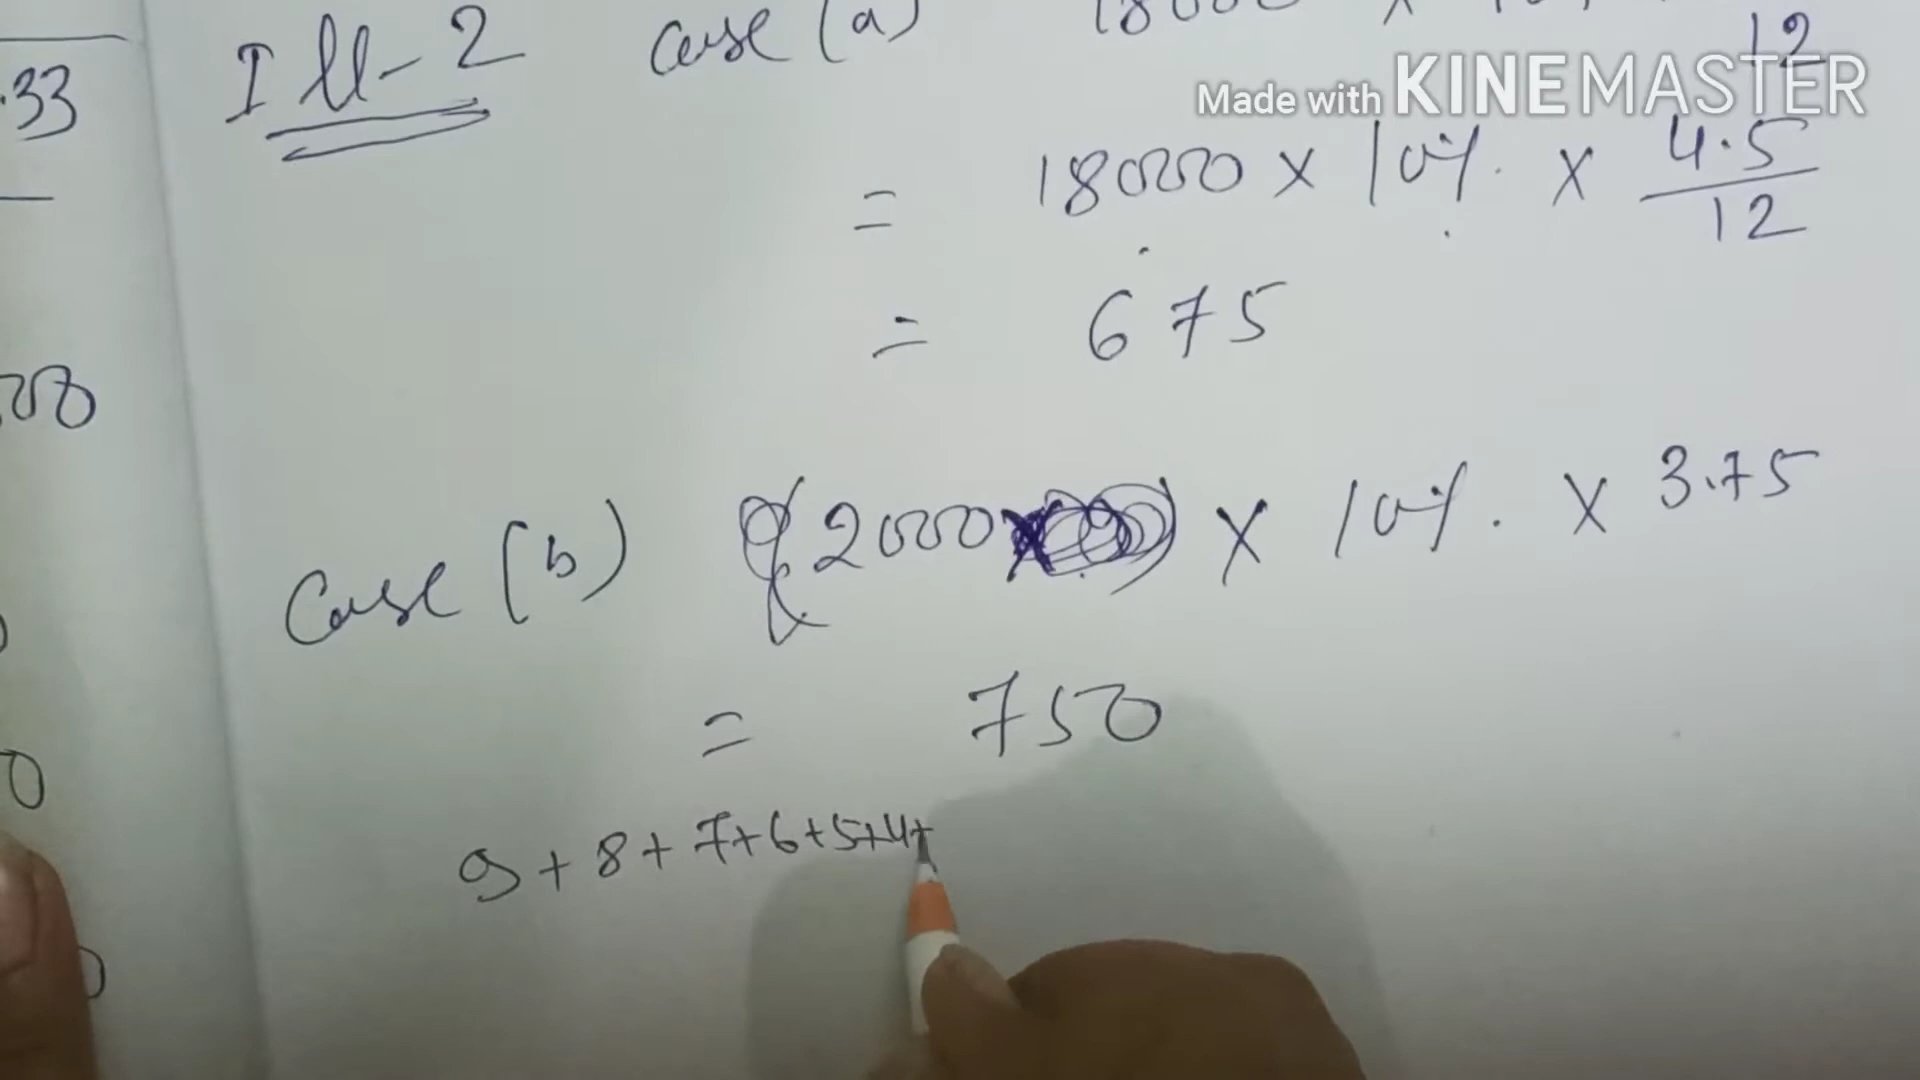 .33
Ill-2 Case (a) 18000 ×
12
Made with KINEMASTER
= 18000 × 10% × 4.5
12
= 675
Case (b) (2000 × 10% × 3.75
= 750
9+8+7+6+5+4+